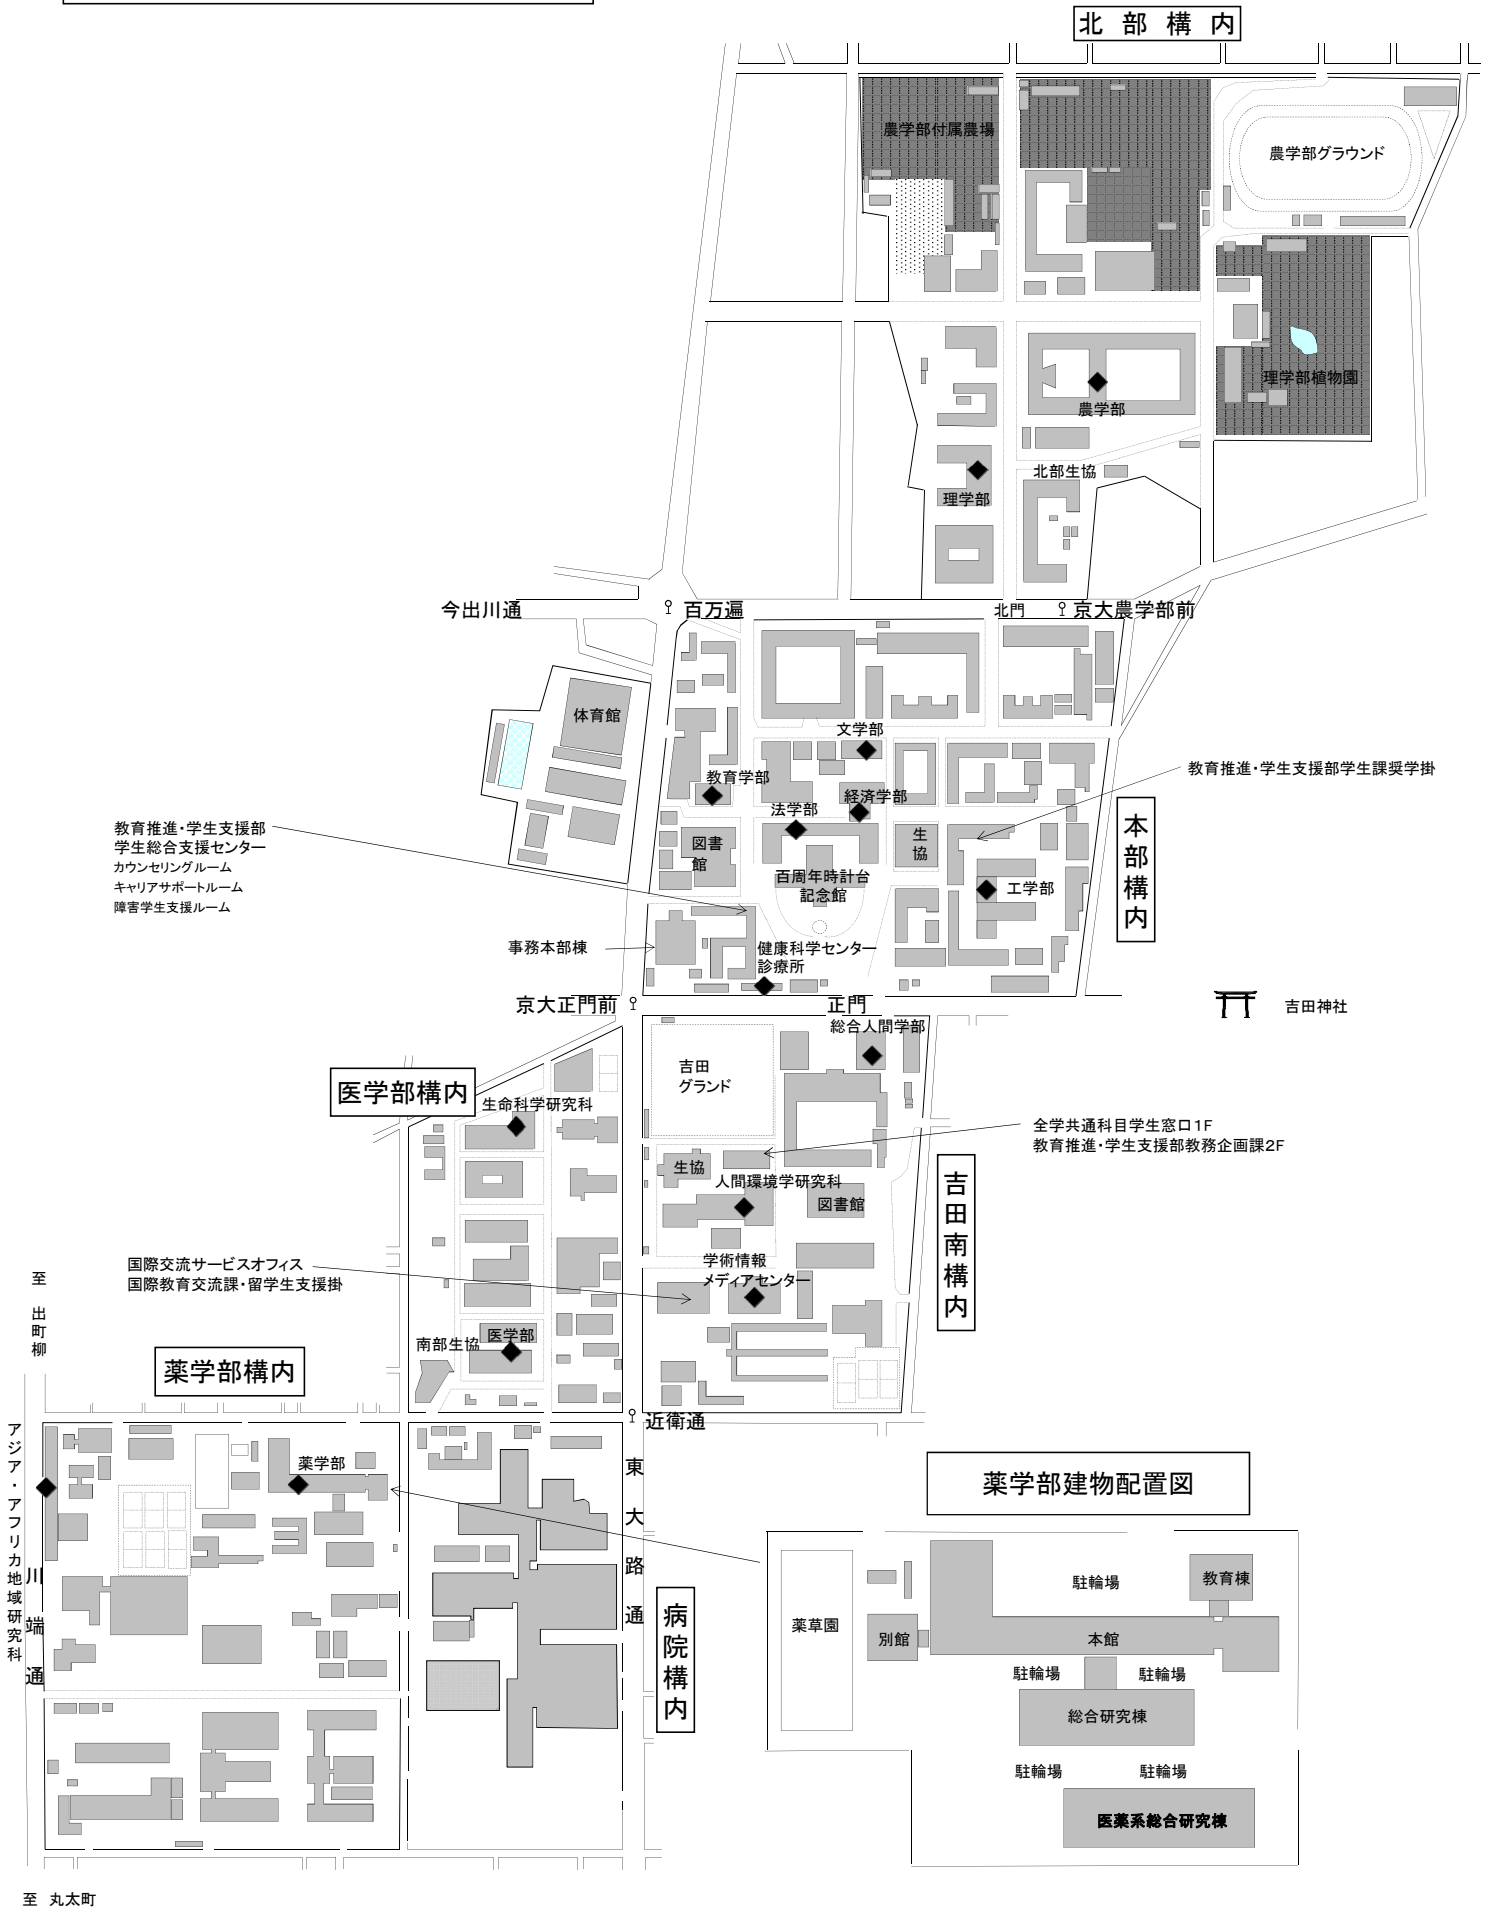 北部構内
農学部付属農場
農学部グラウンド
理学部植物園
農学部
北部生協
理学部
今出川通
百万遍
北門
京大農学部前
体育館
文学部
教育学部
経済学部
法学部
教育推進・学生支援部学生課奨学掛
本部構内
教育推進・学生支援部
学生総合支援センター
カウンセリングルーム
キャリアサポートルーム
障害学生支援ルーム
図書
館
生
協
百周年時計台
記念館
工学部
事務本部棟
健康科学センター
診療所
京大正門前
正門
吉田神社
総合人間学部
吉田
グランド
医学部構内
生命科学研究科
全学共通科目学生窓口1F
教育推進・学生支援部教務企画課2F
生協
人間環境学研究科
図書館
吉田南構内
国際交流サービスオフィス
国際教育交流課・留学生支援掛
学術情報
メディアセンター
至 出町柳
南部生協
医学部
薬学部構内
近衛通
アジア・アフリカ地域研究科
薬学部
東大路通
川端通
病院構内
薬学部建物配置図
駐輪場
教育棟
薬草園
別館
本館
駐輪場
駐輪場
総合研究棟
駐輪場
駐輪場
医薬系総合研究棟
至 丸太町